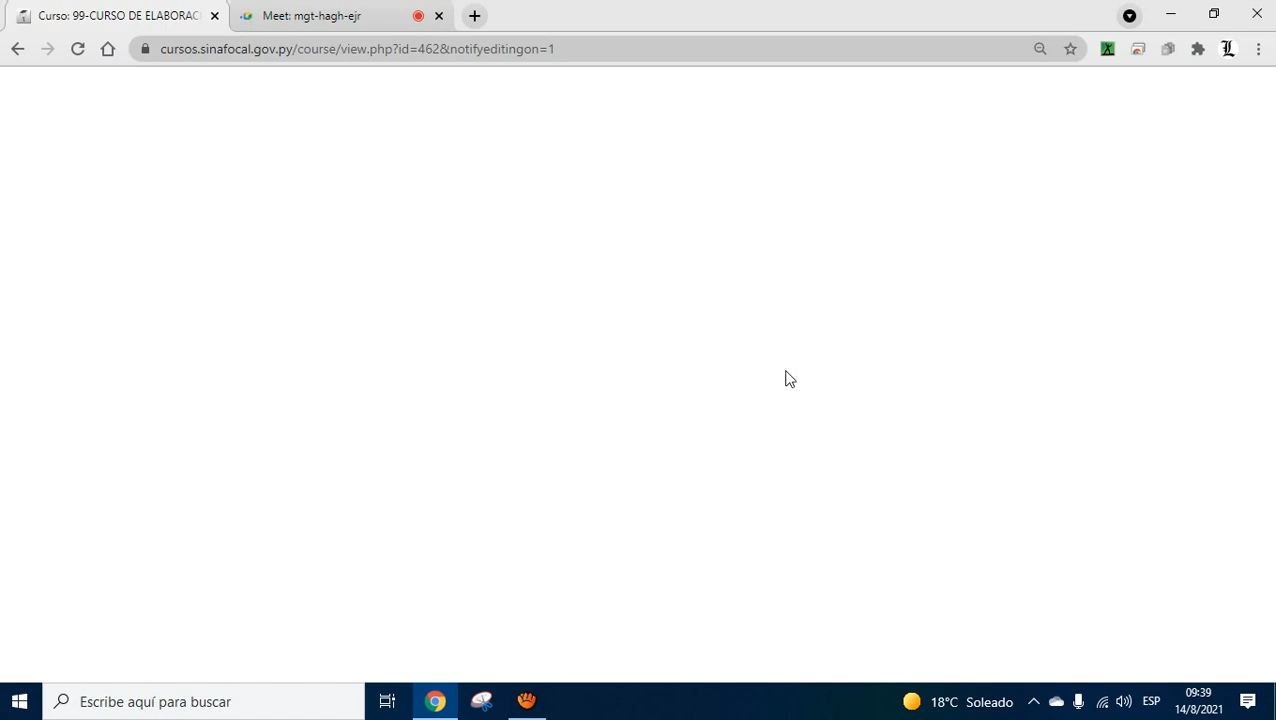 Curso: 99-CURSO DE ELABORAC
Meet: mgt-hagh-ejr
cursos.sinafocal.gov.py/course/view.php?id=462&notifyeditingon=1
Escribe aquí para buscar
18°C Soleado
ESP
09:39
14/8/2021